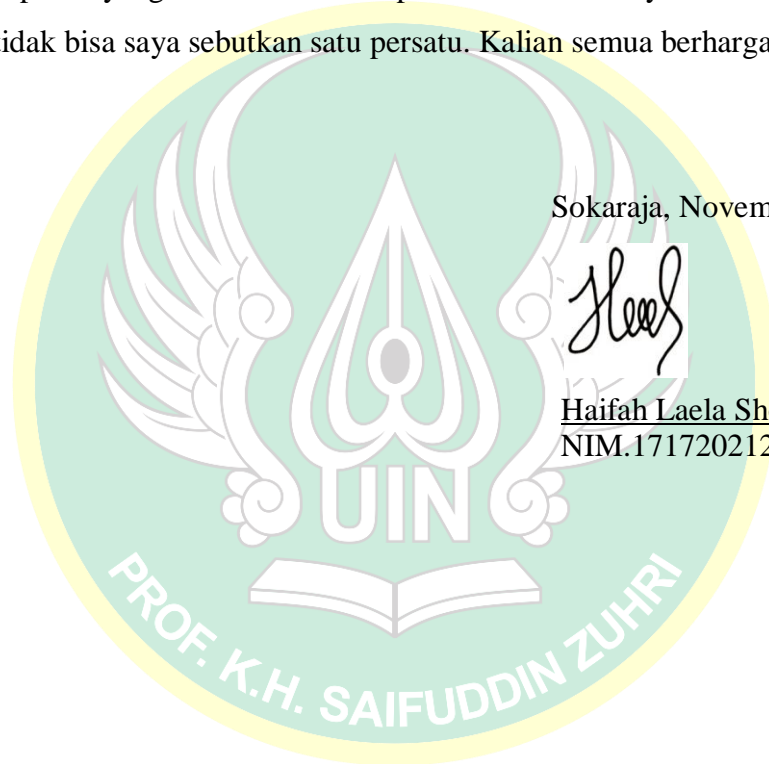 tidak bisa saya sebutkan satu persatu. Kalian semua berharga
Sokaraja, Novem
Haifah Laela Sh
NIM.171720212
UIN
PROF. K.H. SAIFUDDIN ZUHRI